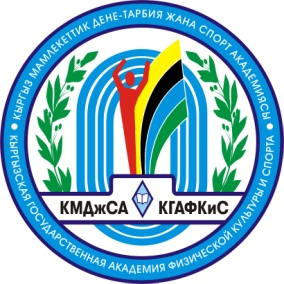 КЫРГЫЗ МАМЛЕКЕТТИК ДЕНЕ-ТАРБИЯ ЖАНА СПОРТ АКАДЕМИЯСЫ
КМДжСА КГАФКиС
КЫРГЫЗСКАЯ ГОСУДАРСТВЕННАЯ АКАДЕМИЯ ФИЗИЧЕСКОЙ КУЛЬТУРЫ И СПОРТА